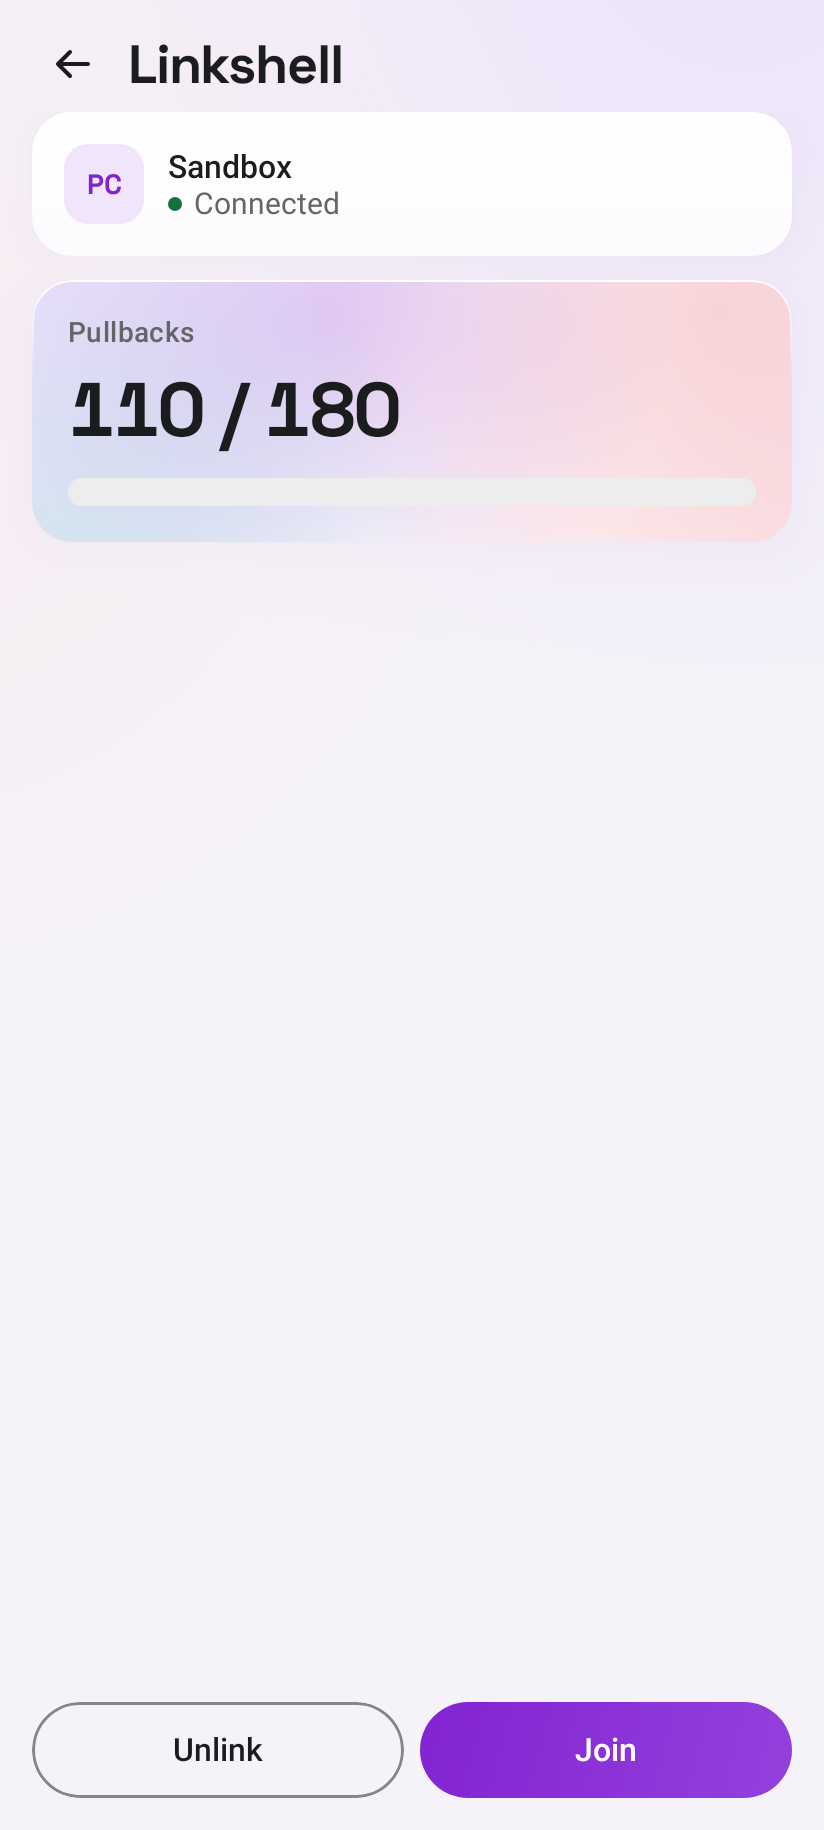 Linkshell
PC
Sandbox
Connected
Pullbacks
110 / 180
Unlink
Join